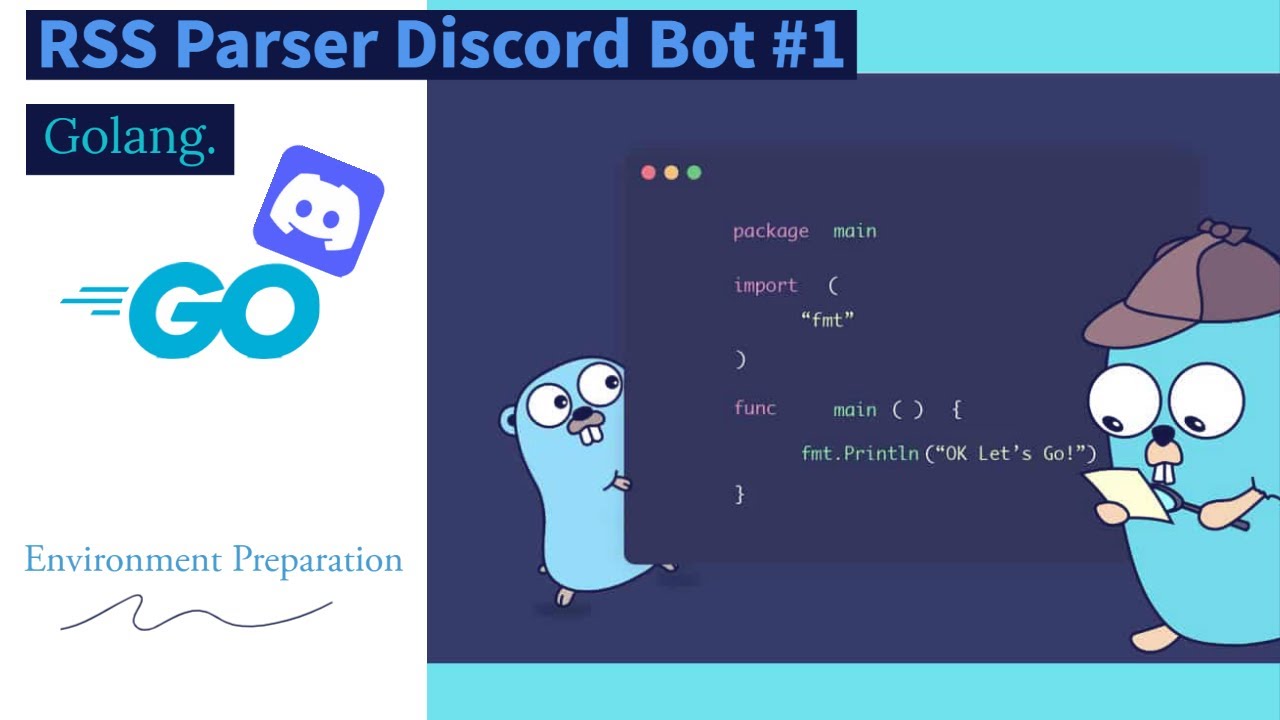 RSS Parser Discord Bot #1
Golang.
GO
Environment Preparation
package main
import (
“fmt”
)
func main ( ) {
fmt.Println (“OK Let’s Go!”)
}